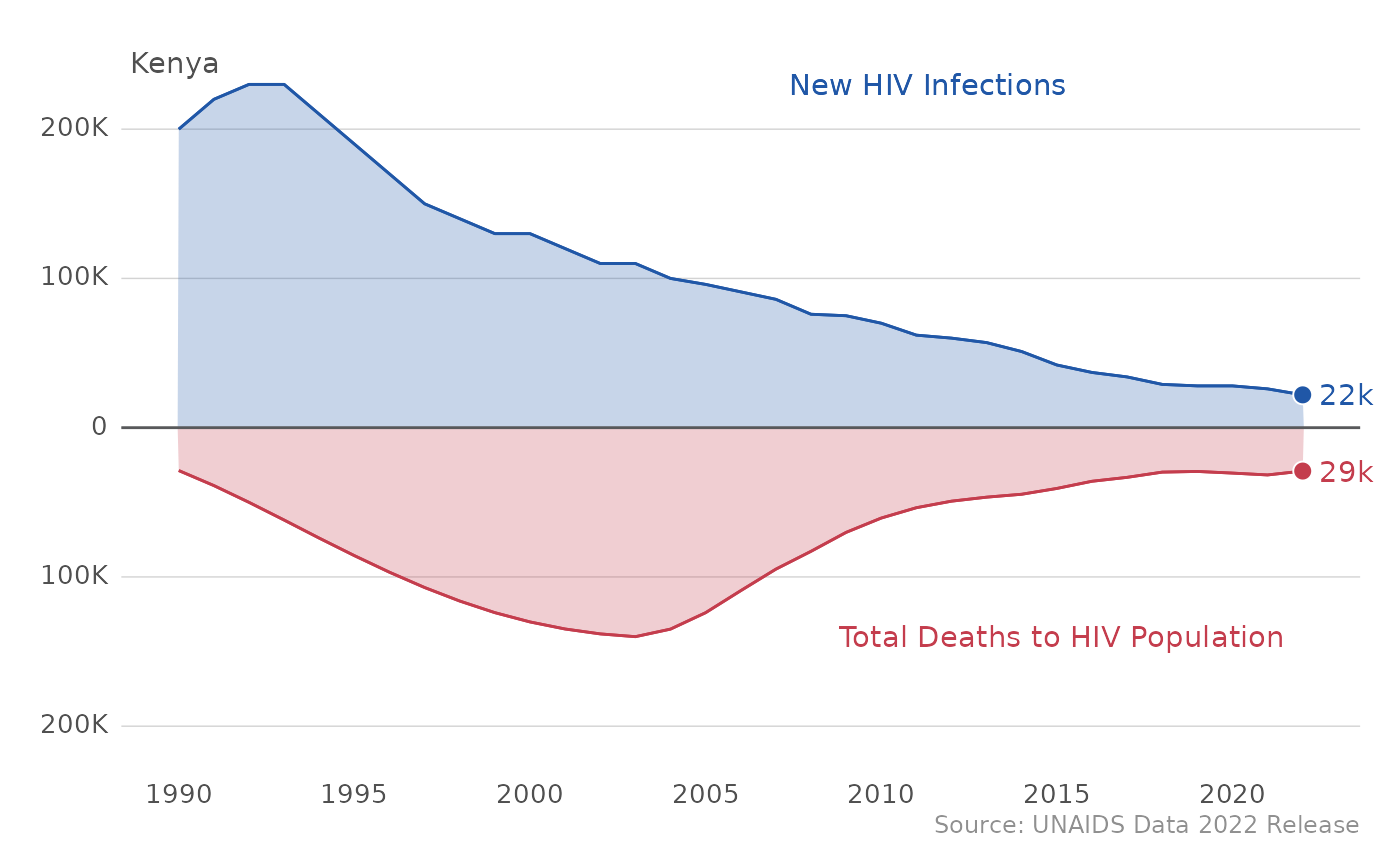 Kenya
New HIV Infections
200K
100K
22k
0
29k
100K
Total Deaths to HIV Population
200K
1990 1995 2000 2005 2010 2015 2020
Source: UNAIDS Data 2022 Release